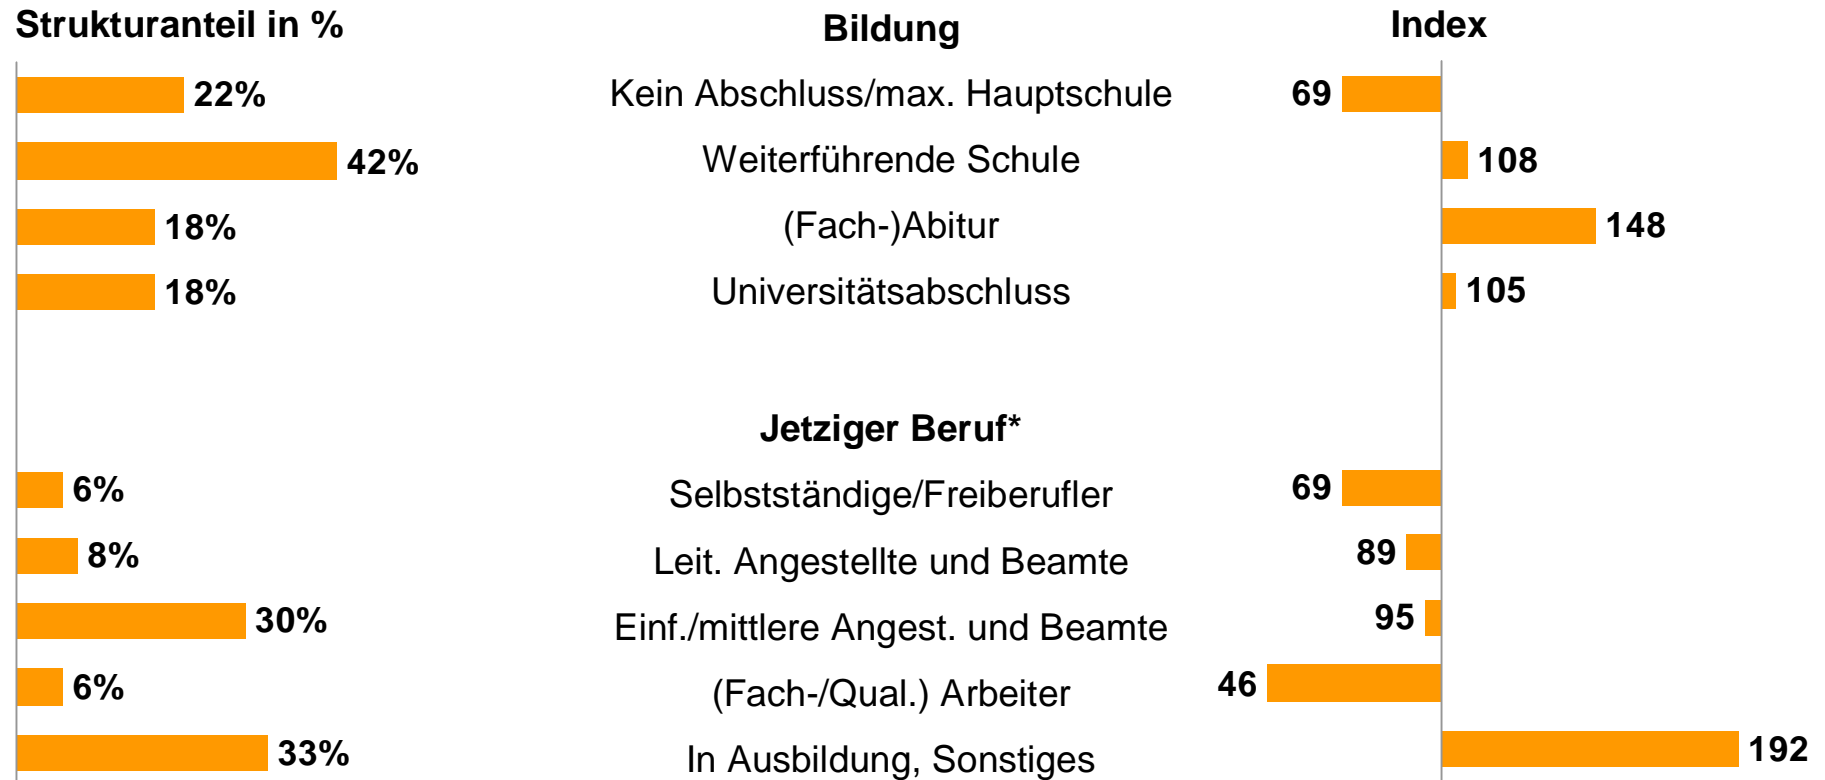 Strukturanteil in % Bildung Index
22% Kein Abschluss/max. Hauptschule 69
42% Weiterführende Schule 108
18% (Fach-)Abitur 148
18% Universitätsabschluss 105
Jetziger Beruf*
6% Selbstständige/Freiberufler 69
8% Leit. Angestellte und Beamte 89
30% Einf./mittlere Angest. und Beamte 95
6% (Fach-/Qual.) Arbeiter 46
33% In Ausbildung, Sonstiges 192